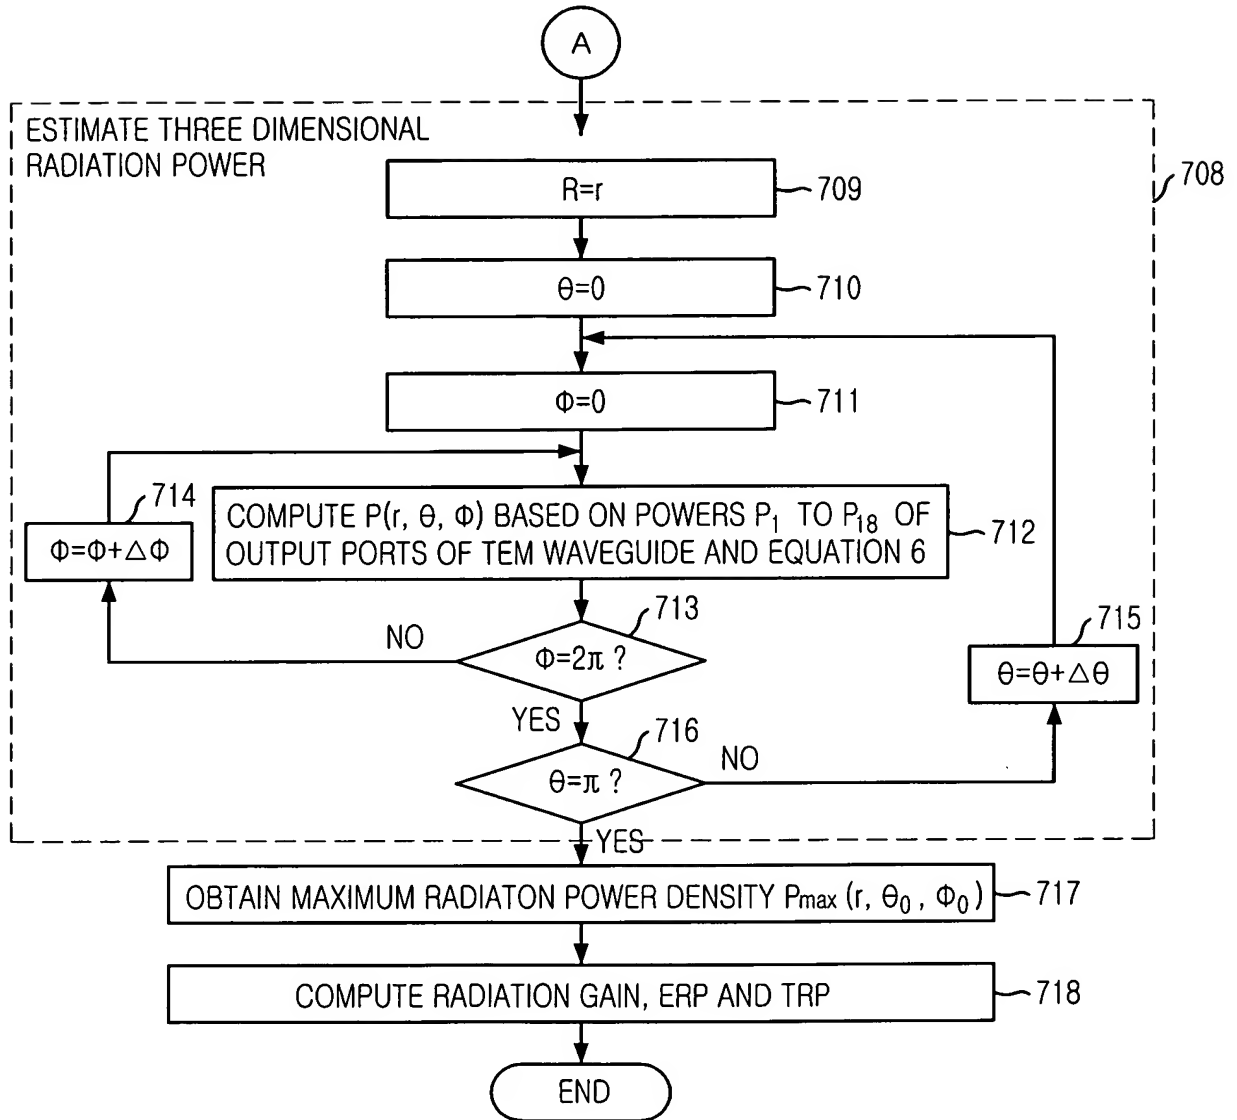 A
ESTIMATE THREE DIMENSIONAL
RADIATION POWER
708
R=r
709
θ=0
710
Φ=0
711
714
Φ=Φ+△Φ
COMPUTE P(r, θ, Φ) BASED ON POWERS P₁ TO P₁₈ OF
OUTPUT PORTS OF TEM WAVEGUIDE AND EQUATION 6
712
713
NO
Φ=2π ?
715
θ=θ+△θ
YES
716
θ=π ?
NO
YES
OBTAIN MAXIMUM RADIATON POWER DENSITY Pmax (r, θ₀, Φ₀)
717
COMPUTE RADIATION GAIN, ERP AND TRP
718
END